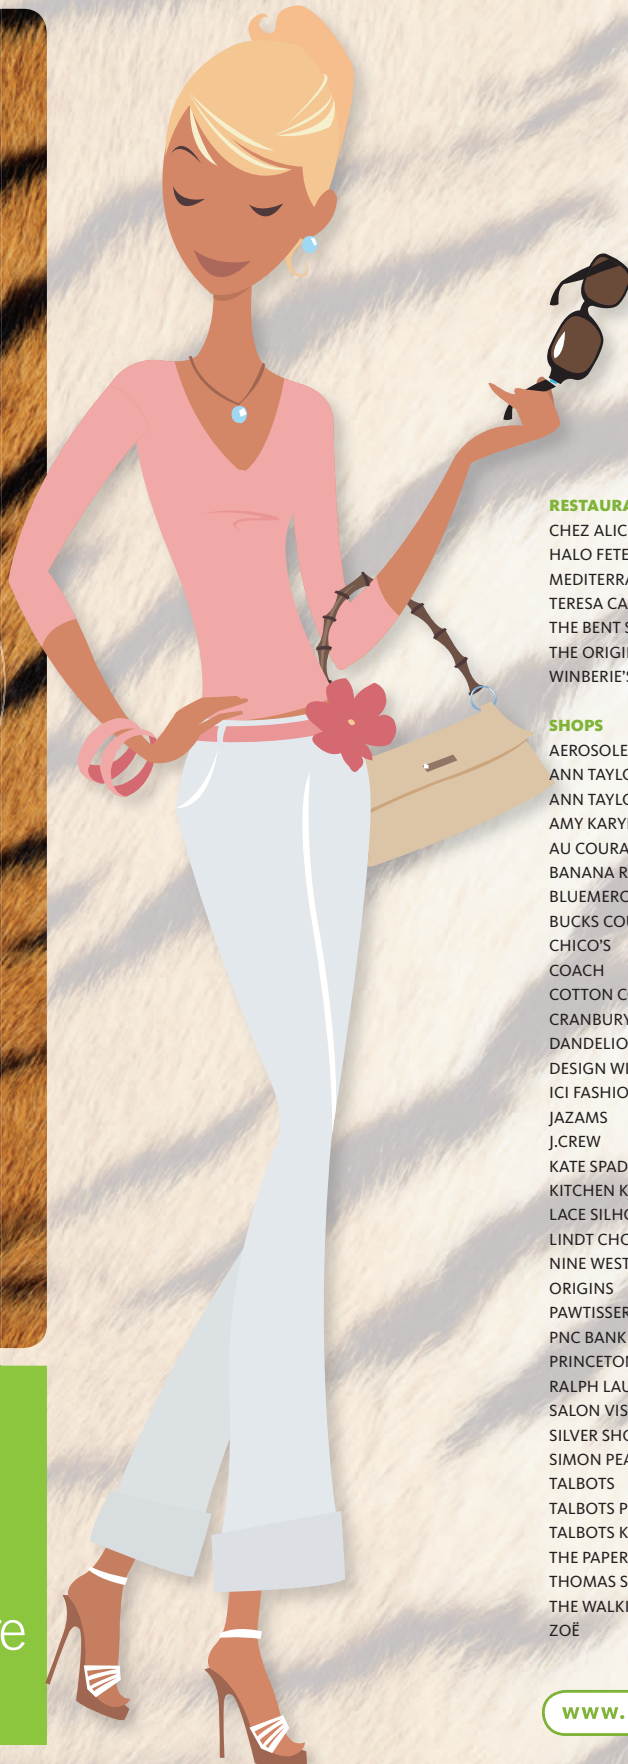 RESTAURA
CHEZ ALIC
HALO FETE
MEDITERRA
TERESA CA
THE BENT S
THE ORIGI
WINBERIE'S
SHOPS
AEROSOLE
ANN TAYLO
ANN TAYLO
AMY KARY
AU COURA
BANANA R
BLUEMERC
BUCKS COU
CHICO'S
COACH
COTTON C
CRANBURY
DANDELIO
DESIGN WI
ICI FASHIO
JAZAMS
J.CREW
KATE SPAD
KITCHEN K
LACE SILHO
LINDT CHO
NINE WEST
ORIGINS
PAWTISSER
PNC BANK
PRINCETON
RALPH LAU
SALON VIS
SILVER SHO
SIMON PEA
TALBOTS
TALBOTS P
TALBOTS K
THE PAPER
THOMAS S
THE WALKI
ZOË
e
www.